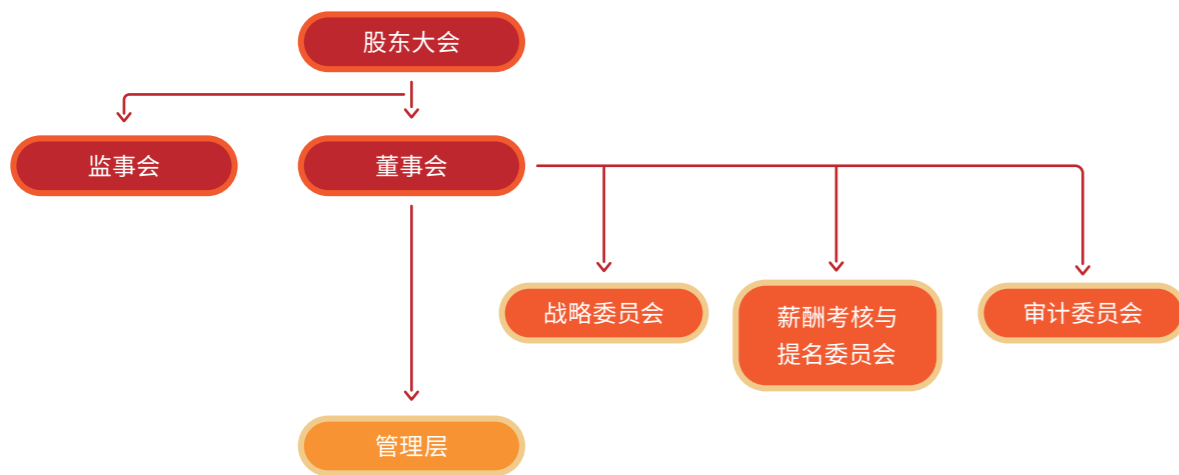 股东大会
监事会
董事会
战略委员会
薪酬考核与
提名委员会
审计委员会
管理层